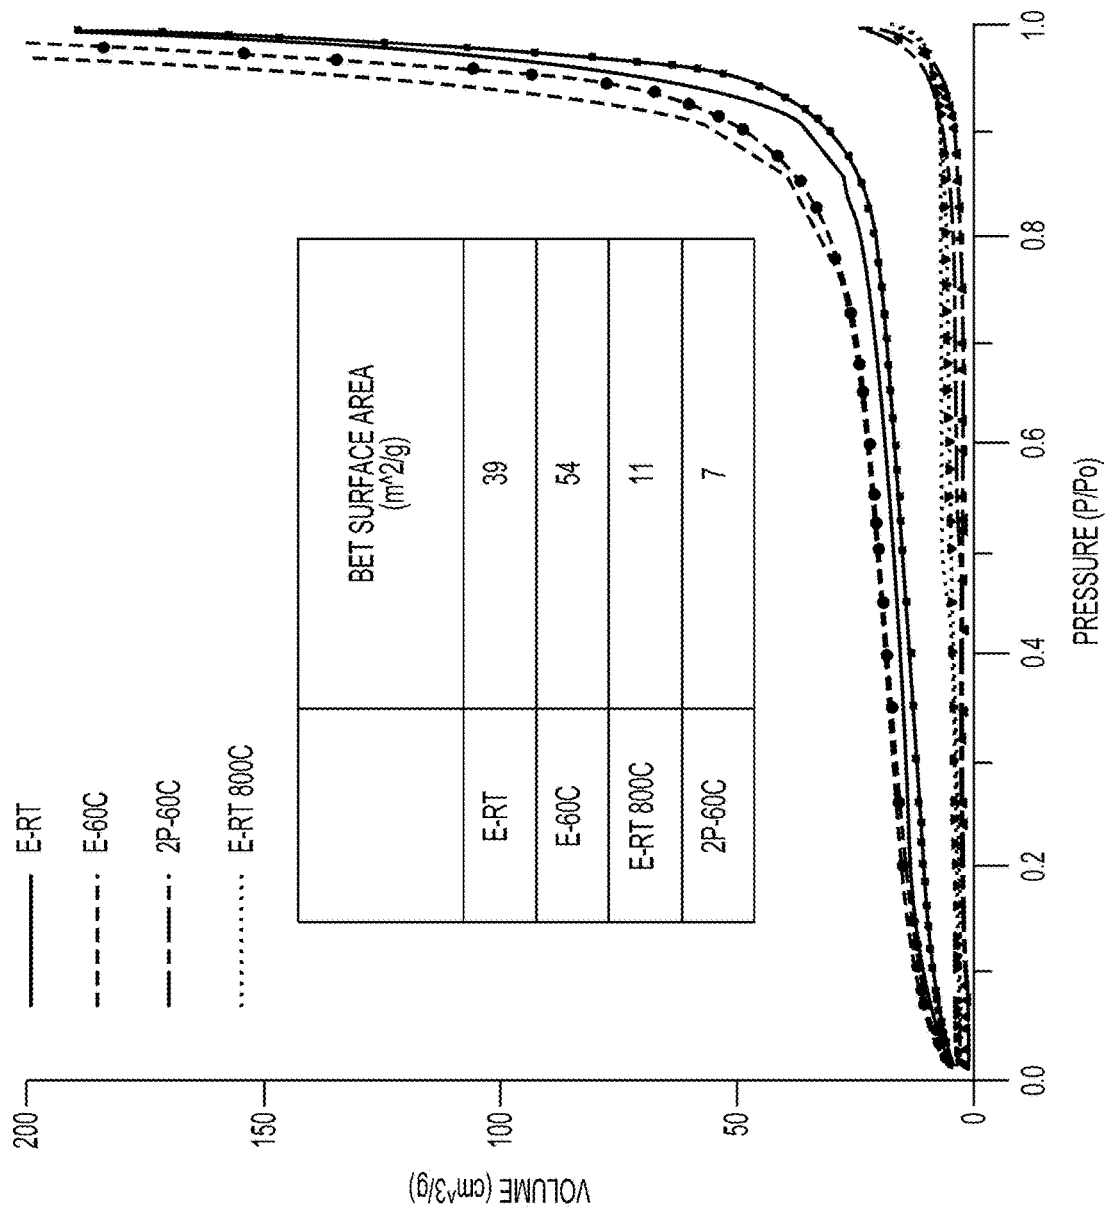 E-RT
E-60C
2P-60C
E-RT 800C
BET SURFACE AREA
(m^2/g)
E-RT 39
E-60C 54
E-RT 800C 11
2P-60C 7
200
150
100
50
0
VOLUME (cm^3/g)
0.0 0.2 0.4 0.6 0.8 1.0
PRESSURE (P/Po)